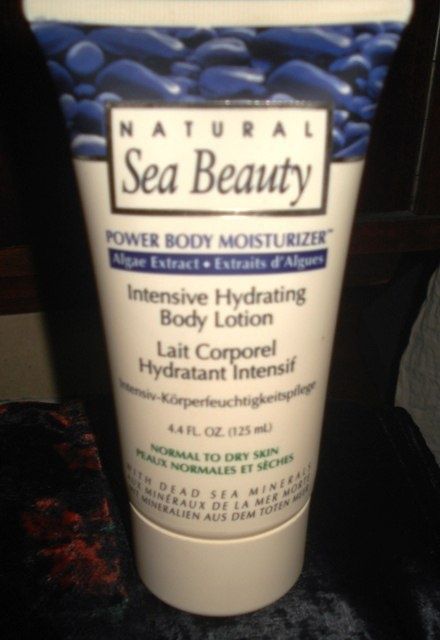 NATURAL
Sea Beauty
POWER BODY MOISTURIZER™
Algae Extract • Extraits d'Algues
Intensive Hydrating
Body Lotion
Lait Corporel
Hydratant Intensif
Intensiv-Körperfeuchtigkeitspflege
4.4 FL. OZ. (125 mL)
NORMAL TO DRY SKIN
PEAUX NORMALES ET SÈCHES
WITH DEAD SEA MINERALS
AUX MINÉRAUX DE LA MER MORTE
MIT MINERALIEN AUS DEM TOTEN MEER